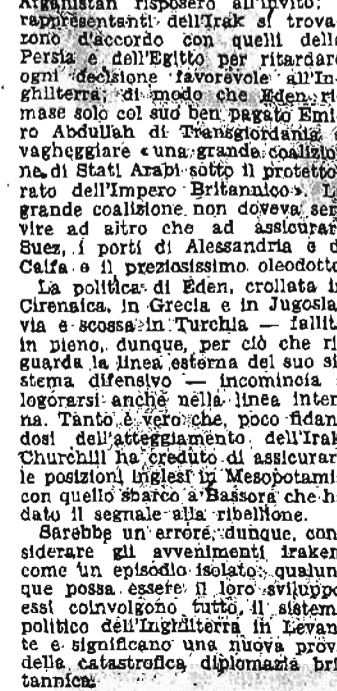 Afganistan risposero all'invito;
rappresentanti dell'Irak si trova
rono d'accordo con quelli dell
Persia e dell'Egitto per ritardar
ogni decisione favorevole all'In-
ghilterra; di modo che Eden ri
mase solo col suo ben pagato Emi
ro Abdullah di Transgiordania a
vagheggiare « una grande coalizio
ne di Stati Arabi sotto il protetto
rato dell'Impero Britannico ». L
grande coalizione non doveva ser
vire ad altro che ad assicurar
Suez, i porti di Alessandria e d
Caifa e il preziosissimo oleodotto
La politica di Eden, crollata in
Cirenaica, in Grecia e in Jugosla
via e scossa in Turchia — fallit
in pieno, dunque, per ciò che ri
guarda la linea esterna del suo si
stema difensivo — incomincia
logorarsi anche nella linea inter
na. Tanto è vero che, poco fidan
dosi dell'atteggiamento dell'Irak
Churchill ha creduto di assicurar
le posizioni inglesi in Mesopotami
con quello sbarco a Bassora che h
dato il segnale alla ribellione.
Sarebbe un errore, dunque, con
siderare gli avvenimenti iraken
come un episodio isolato: qualun
que possa essere il loro sviluppo
essi coinvolgono tutto il sistem
politico dell'Inghilterra in Levan
te e significano una nuova prov
della catastrofica diplomazia bri
tannica.